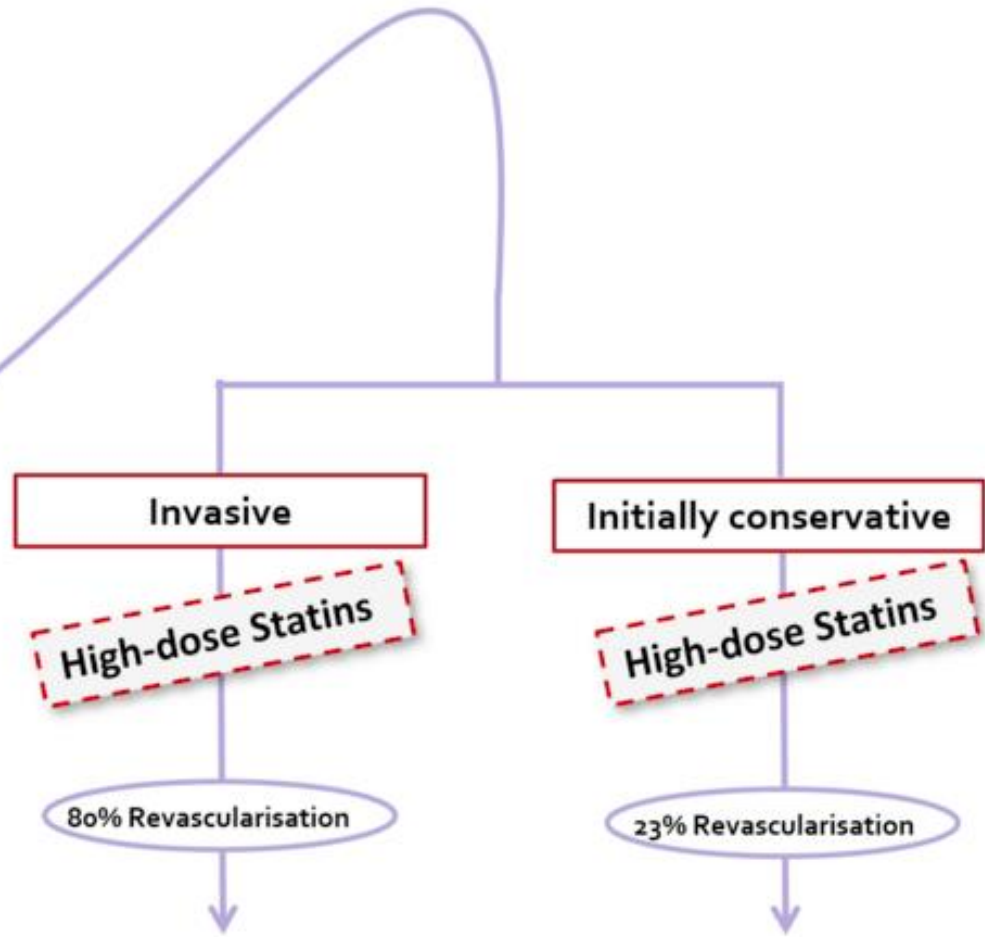 Invasive
Initially conservative
High-dose Statins
High-dose Statins
80% Revascularisation
23% Revascularisation